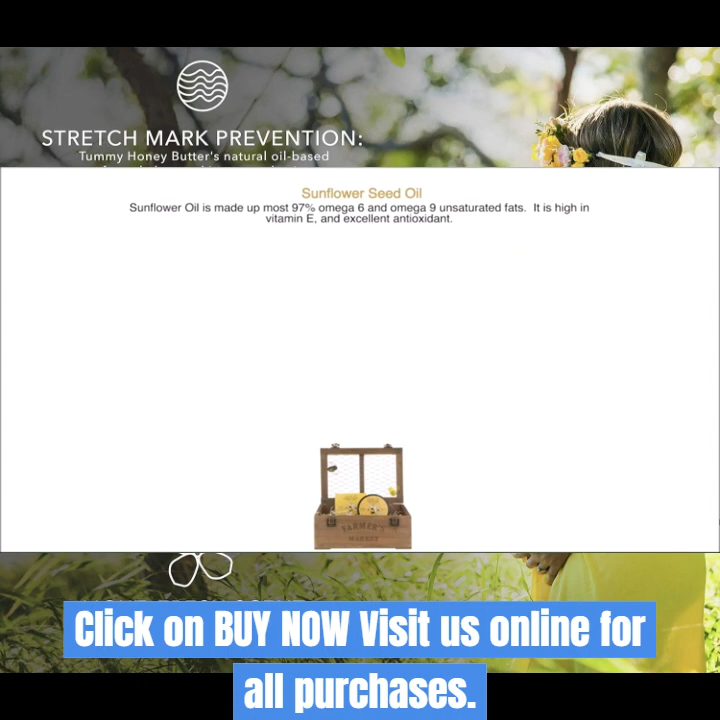 STRETCH MARK PREVENTION:
Tummy Honey Butter's natural oil-based
Sunflower Seed Oil
Sunflower Oil is made up most 97% omega 6 and omega 9 unsaturated fats. It is high in
vitamin E, and excellent antioxidant.
FARMER'S
MARKET
Click on BUY NOW Visit us online for
all purchases.